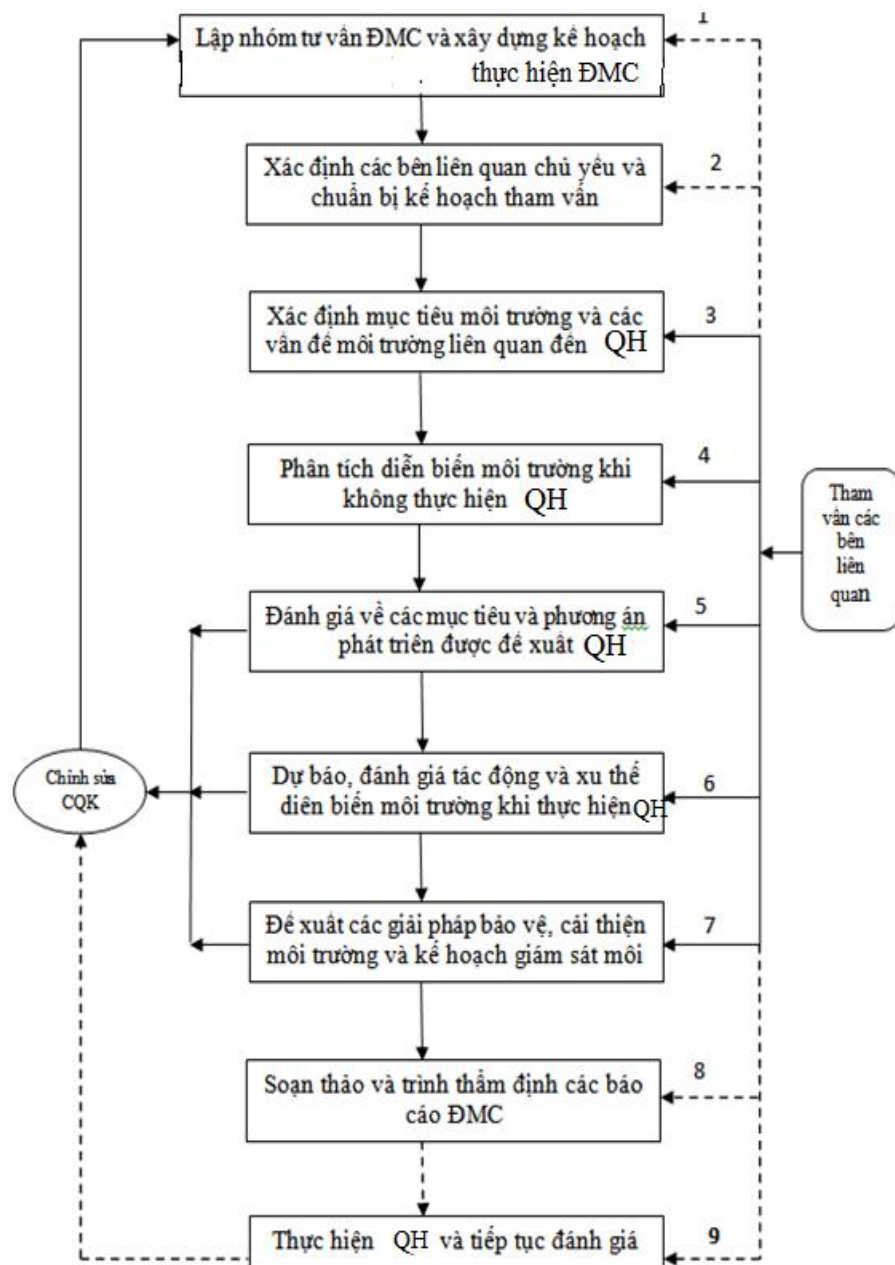 1
Lập nhóm tư vấn ĐMC và xây dựng kế hoạch
thực hiện ĐMC
2
Xác định các bên liên quan chủ yếu và
chuẩn bị kế hoạch tham vấn
3
Xác định mục tiêu môi trường và các
vấn đề môi trường liên quan đến QH
4
Phân tích diễn biến môi trường khi
không thực hiện QH
Tham
vấn các
bên
liên
quan
5
Đánh giá về các mục tiêu và phương án
phát triển được đề xuất QH
6
Dự báo, đánh giá tác động và xu thế
diên biến môi trường khi thực hiện QH
Chỉnh sửa
CQK
7
Đề xuất các giải pháp bảo vệ, cải thiện
môi trường và kế hoạch giám sát môi
8
Soạn thảo và trình thẩm định các báo
cáo ĐMC
9
Thực hiện QH và tiếp tục đánh giá